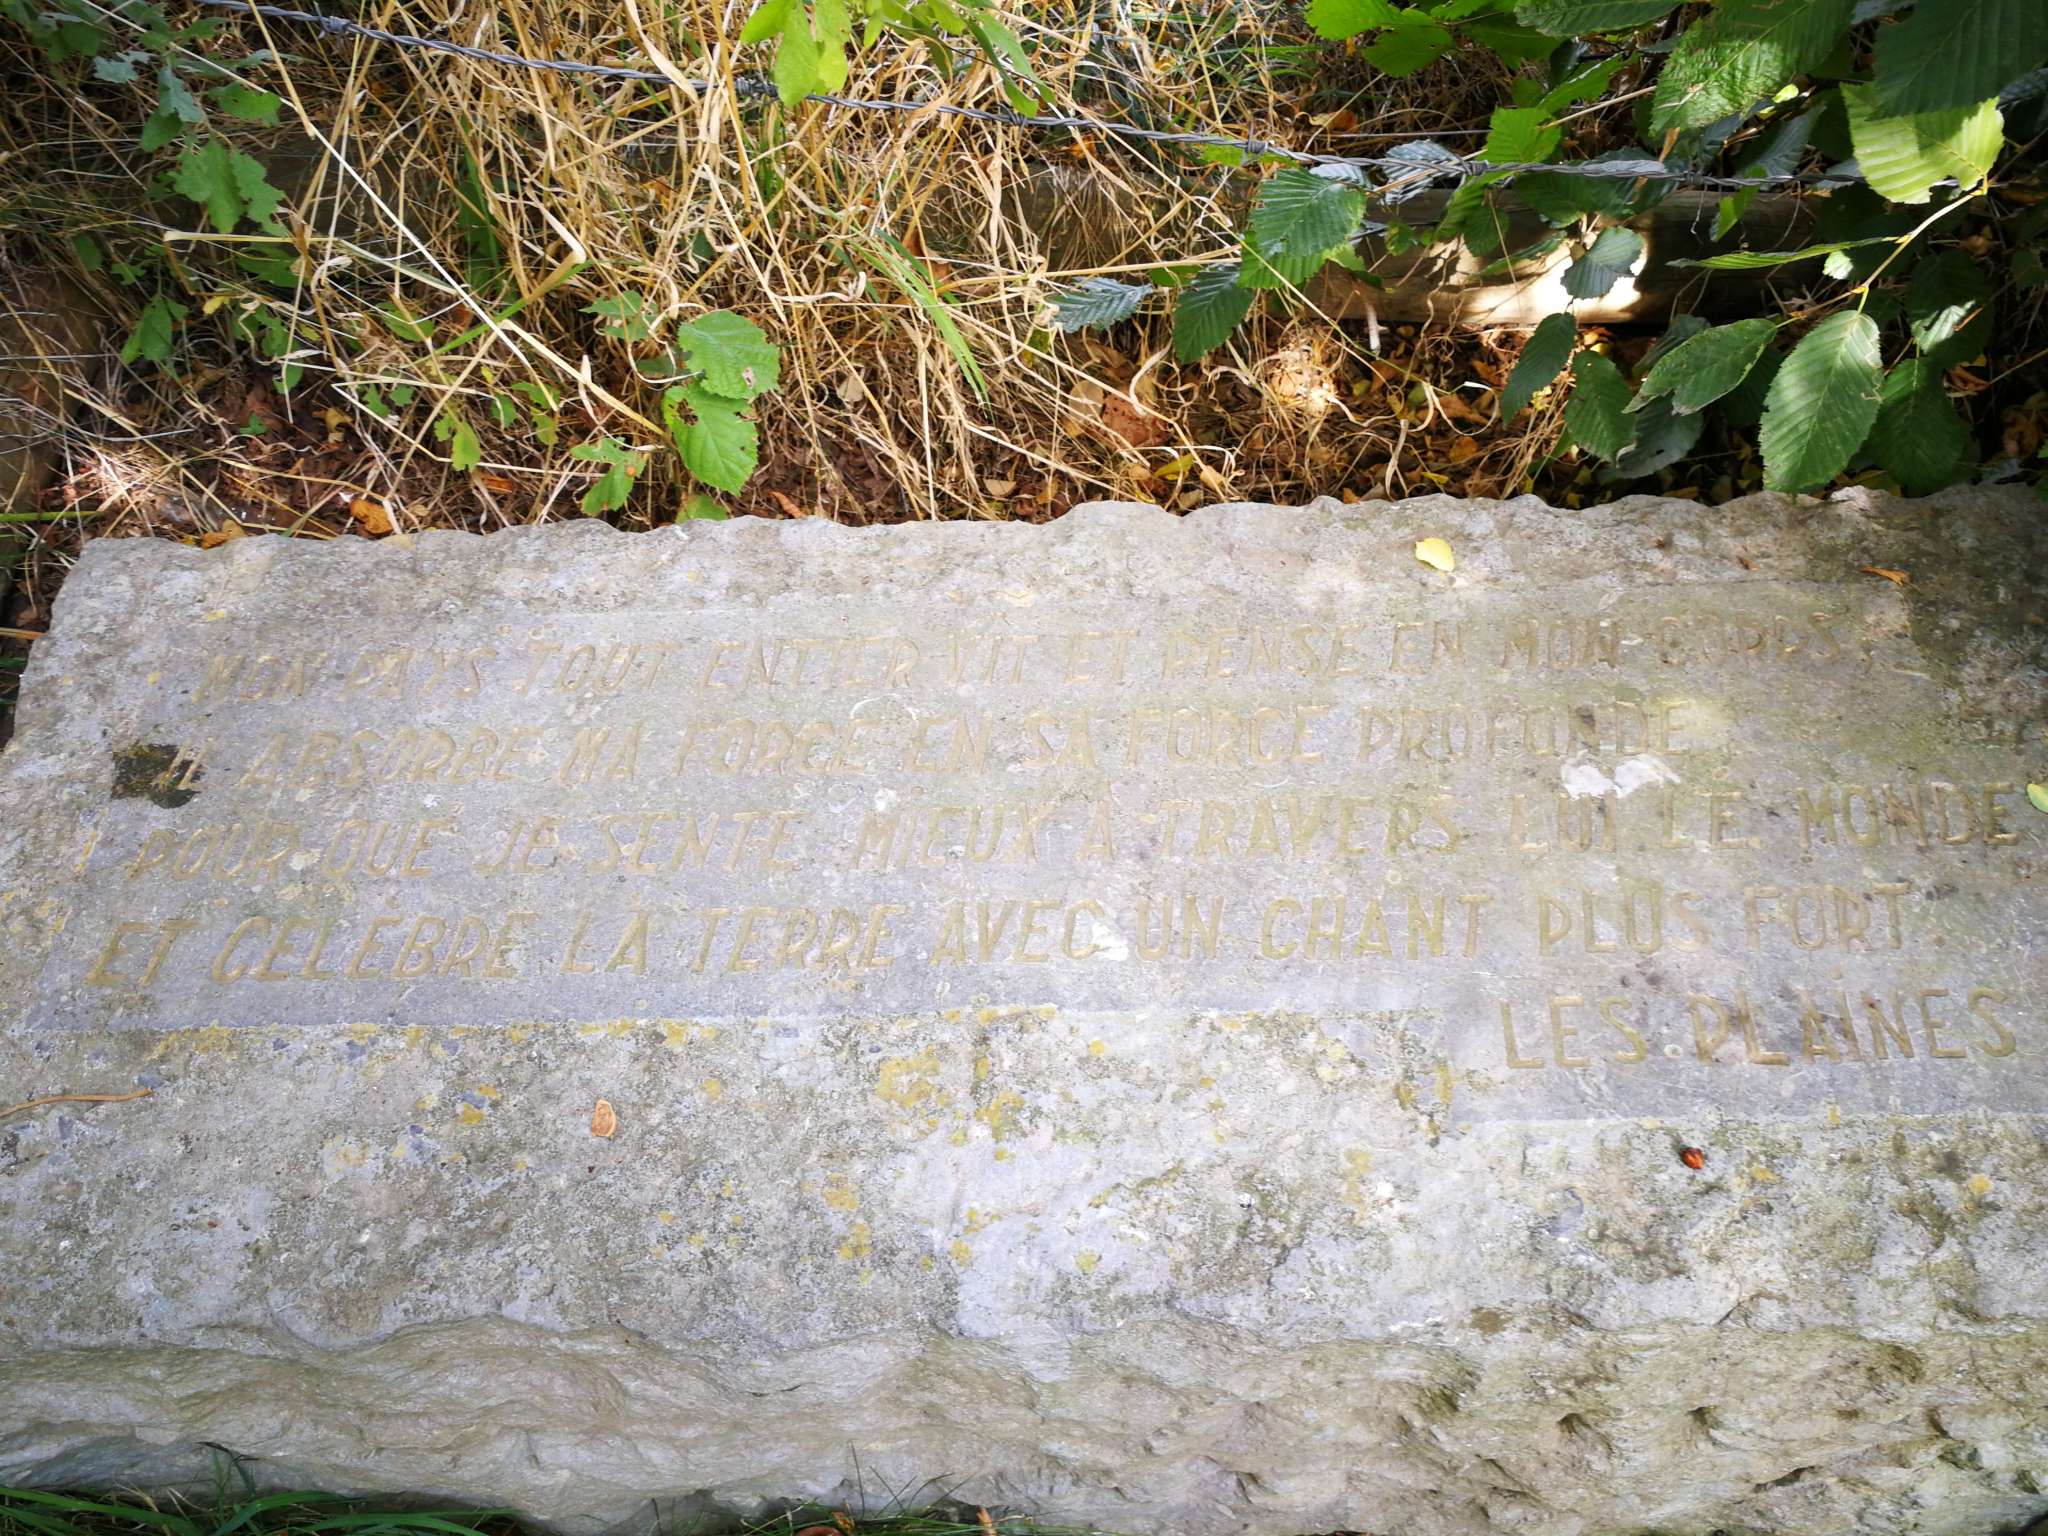 MON PAYS TOUT ENTIER VIT ET PENSE EN MON CORPS,
IL ABSORBE MA FORCE EN SA FORCE PROFONDE
POUR QUE JE SENTE MIEUX À TRAVERS LUI LE MONDE
ET CÉLÈBRE LA TERRE AVEC UN CHANT PLUS FORT.
LES PLAINES